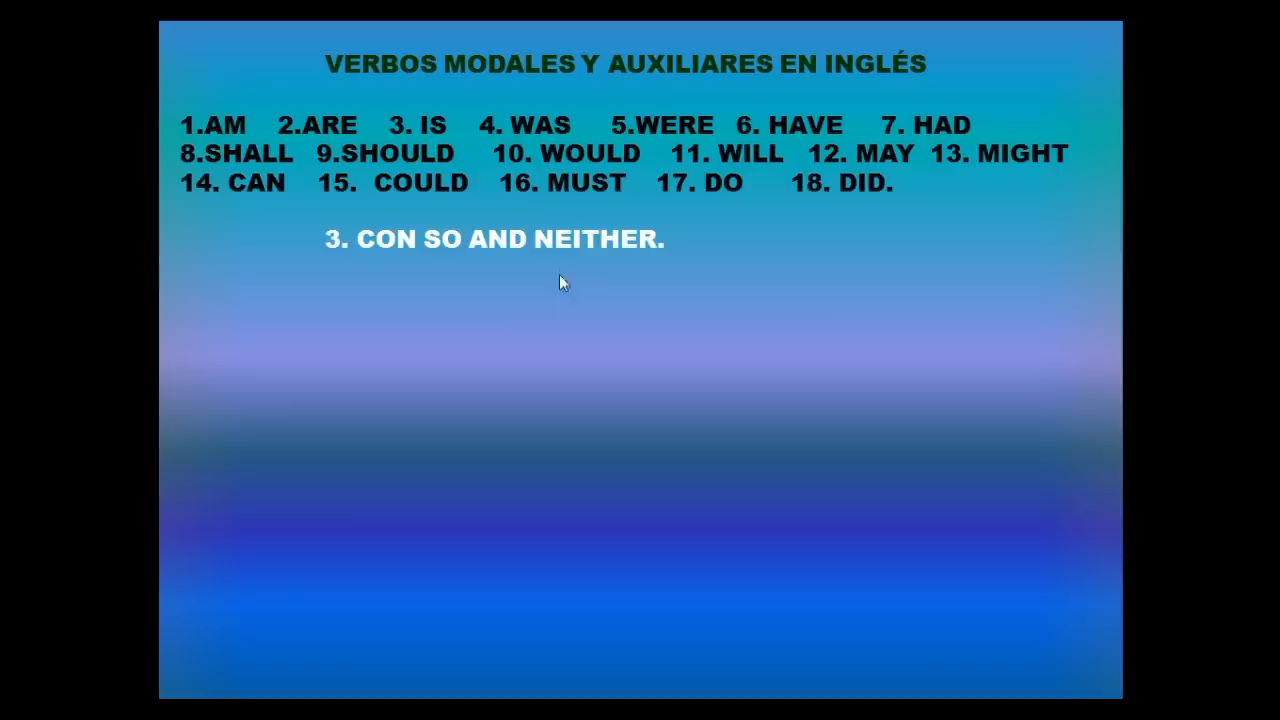 VERBOS MODALES Y AUXILIARES EN INGLÉS
1.AM 2.ARE 3. IS 4. WAS 5.WERE 6. HAVE 7. HAD
8.SHALL 9.SHOULD 10. WOULD 11. WILL 12. MAY 13. MIGHT
14. CAN 15. COULD 16. MUST 17. DO 18. DID.
3. CON SO AND NEITHER.